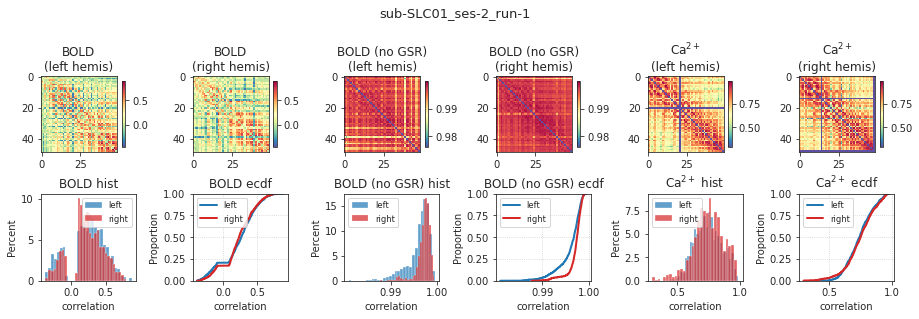 sub-SLC01_ses-2_run-1
BOLD
(left hemis)
BOLD
(right hemis)
BOLD (no GSR)
(left hemis)
BOLD (no GSR)
(right hemis)
Ca²⁺
(left hemis)
Ca²⁺
(right hemis)
0
20
40
0
25
0.5
0.0
0
20
40
0
25
0.5
0.0
0
20
40
0
25
0.99
0.98
0
20
40
0
25
0.99
0.98
0
20
40
0
25
0.75
0.50
0
20
40
0
25
0.75
0.50
BOLD hist
Percent
10
5
0
left
right
0.0
0.5
correlation
BOLD ecdf
Proportion
1.00
0.75
0.50
0.25
0.00
left
right
0.0
0.5
correlation
BOLD (no GSR) hist
Percent
15
10
5
0
left
right
0.99
1.00
correlation
BOLD (no GSR) ecdf
Proportion
1.00
0.75
0.50
0.25
0.00
left
right
0.99
1.00
correlation
Ca²⁺ hist
Percent
7.5
5.0
2.5
0.0
left
right
0.5
1.0
correlation
Ca²⁺ ecdf
Proportion
1.00
0.75
0.50
0.25
0.00
left
right
0.5
1.0
correlation